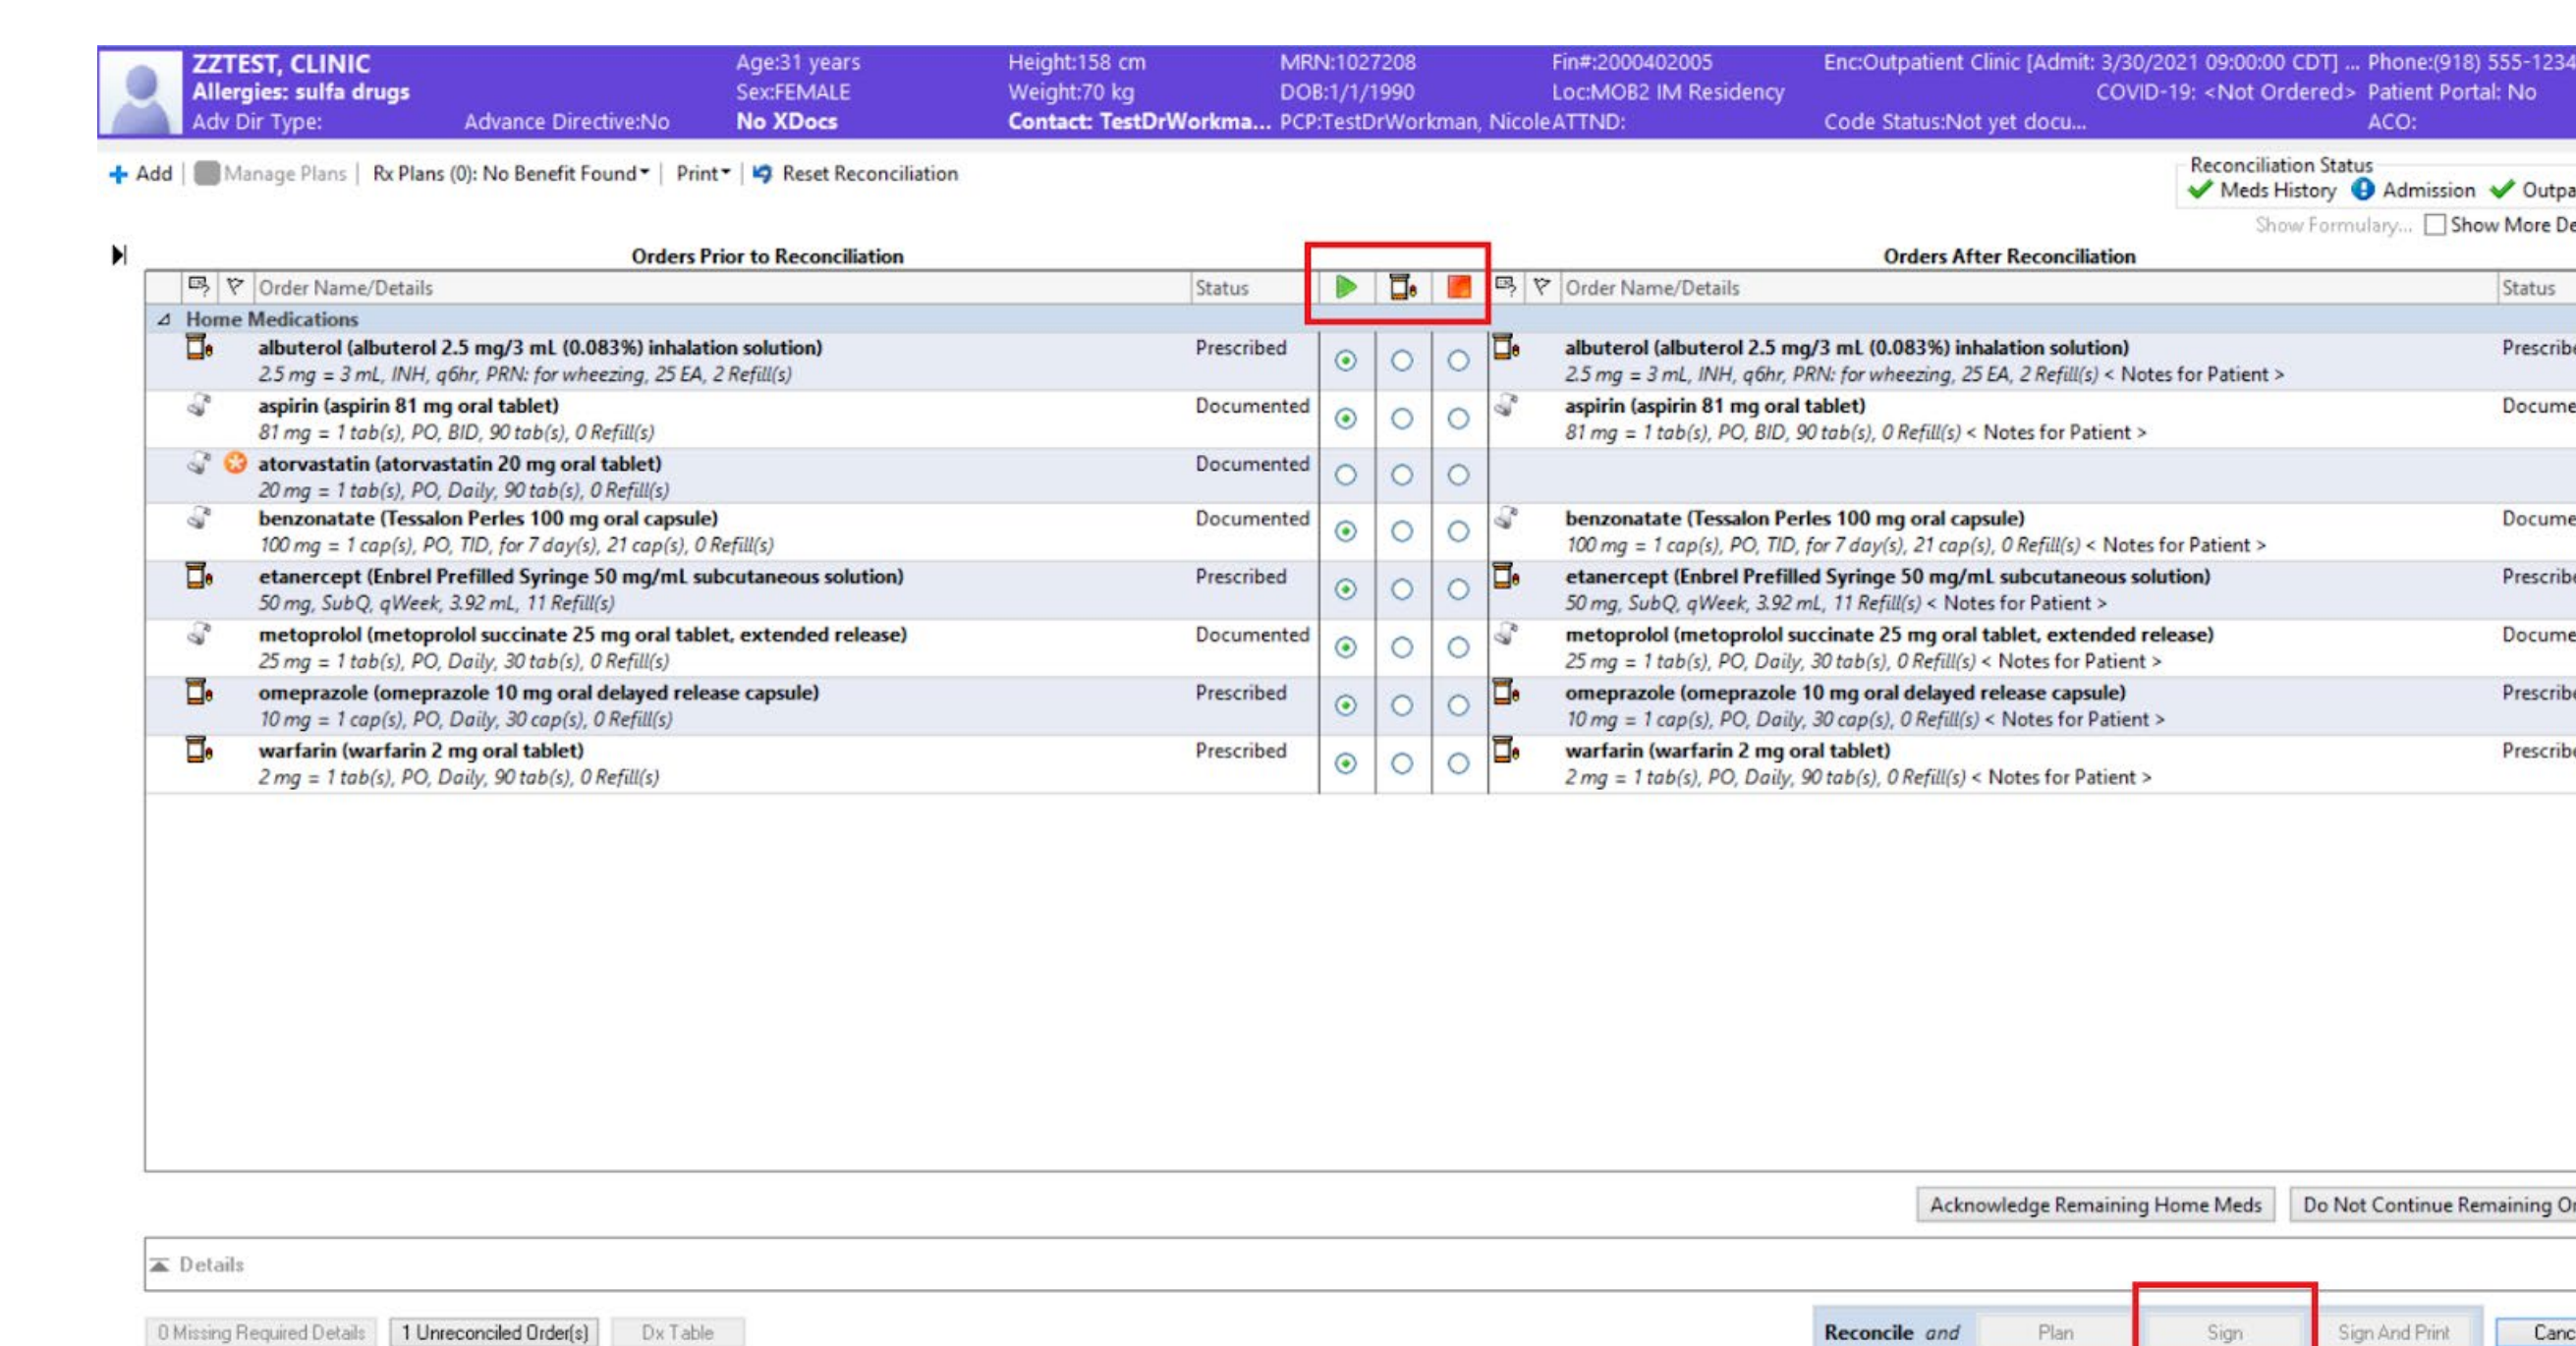 ZZTEST, CLINIC Age:31 years Height:158 cm MRN:1027208 Fin#:2000402005 Enc:Outpatient Clinic [Admit: 3/30/2021 09:00:00 CDT] ... Phone:(918) 555-1234
Allergies: sulfa drugs Sex:FEMALE Weight:70 kg DOB:1/1/1990 Loc:MOB2 IM Residency COVID-19: <Not Ordered> Patient Portal: No
Adv Dir Type: Advance Directive:No No XDocs Contact: TestDrWorkma... PCP:TestDrWorkman, Nicole ATTND: Code Status:Not yet docu... ACO:
Add Manage Plans Rx Plans (0): No Benefit Found Print Reset Reconciliation
Reconciliation Status
Meds History Admission Outpa
Show Formulary... Show More De
Orders Prior to Reconciliation Orders After Reconciliation
Order Name/Details Status Order Name/Details Status
Home Medications
albuterol (albuterol 2.5 mg/3 mL (0.083%) inhalation solution) Prescribed albuterol (albuterol 2.5 mg/3 mL (0.083%) inhalation solution) Prescribe
2.5 mg = 3 mL, INH, q6hr, PRN: for wheezing, 25 EA, 2 Refill(s) 2.5 mg = 3 mL, INH, q6hr, PRN: for wheezing, 25 EA, 2 Refill(s) < Notes for Patient >
aspirin (aspirin 81 mg oral tablet) Documented aspirin (aspirin 81 mg oral tablet) Docume
81 mg = 1 tab(s), PO, BID, 90 tab(s), 0 Refill(s) 81 mg = 1 tab(s), PO, BID, 90 tab(s), 0 Refill(s) < Notes for Patient >
atorvastatin (atorvastatin 20 mg oral tablet) Documented
20 mg = 1 tab(s), PO, Daily, 90 tab(s), 0 Refill(s)
benzonatate (Tessalon Perles 100 mg oral capsule) Documented benzonatate (Tessalon Perles 100 mg oral capsule) Docume
100 mg = 1 cap(s), PO, TID, for 7 day(s), 21 cap(s), 0 Refill(s) 100 mg = 1 cap(s), PO, TID, for 7 day(s), 21 cap(s), 0 Refill(s) < Notes for Patient >
etanercept (Enbrel Prefilled Syringe 50 mg/mL subcutaneous solution) Prescribed etanercept (Enbrel Prefilled Syringe 50 mg/mL subcutaneous solution) Prescribe
50 mg, SubQ, qWeek, 3.92 mL, 11 Refill(s) 50 mg, SubQ, qWeek, 3.92 mL, 11 Refill(s) < Notes for Patient >
metoprolol (metoprolol succinate 25 mg oral tablet, extended release) Documented metoprolol (metoprolol succinate 25 mg oral tablet, extended release) Docume
25 mg = 1 tab(s), PO, Daily, 30 tab(s), 0 Refill(s) 25 mg = 1 tab(s), PO, Daily, 30 tab(s), 0 Refill(s) < Notes for Patient >
omeprazole (omeprazole 10 mg oral delayed release capsule) Prescribed omeprazole (omeprazole 10 mg oral delayed release capsule) Prescribe
10 mg = 1 cap(s), PO, Daily, 30 cap(s), 0 Refill(s) 10 mg = 1 cap(s), PO, Daily, 30 cap(s), 0 Refill(s) < Notes for Patient >
warfarin (warfarin 2 mg oral tablet) Prescribed warfarin (warfarin 2 mg oral tablet) Prescribe
2 mg = 1 tab(s), PO, Daily, 90 tab(s), 0 Refill(s) 2 mg = 1 tab(s), PO, Daily, 90 tab(s), 0 Refill(s) < Notes for Patient >
Acknowledge Remaining Home Meds Do Not Continue Remaining Or
Details
0 Missing Required Details 1 Unreconciled Order(s) Dx Table Reconcile and Plan Sign Sign And Print Canc